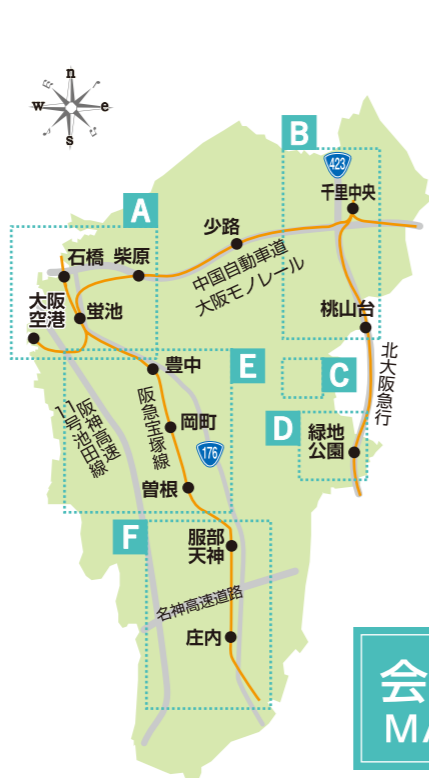 n
w
e
s
A
B
423
千里中央
少路
石橋
柴原
中国自動車道
大阪モノレール
大阪
空港
蛍池
桃山台
豊中
E
C
北大阪急行
阪神高速
11号池田線
阪急宝塚線
岡町
176
D
緑地
公園
曽根
F
服部
天神
名神高速道路
庄内
会
MA